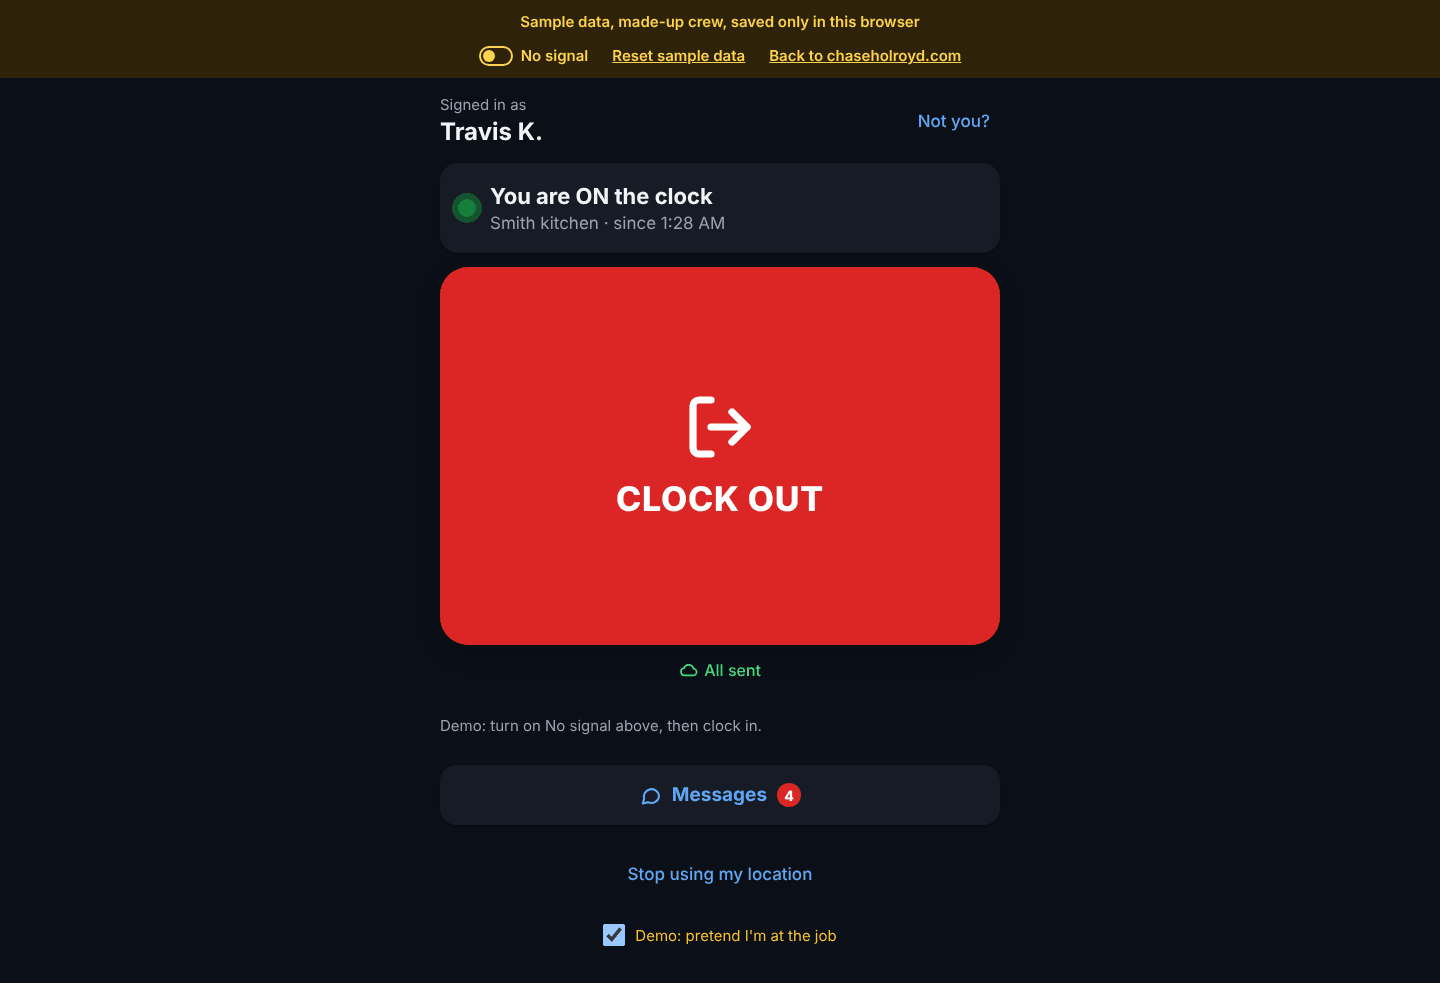 Sample data, made-up crew, saved only in this browser
No signal
Reset sample data
Back to chaseholroyd.com
Signed in as
Travis K.
Not you?
You are ON the clock
Smith kitchen · since 1:28 AM
CLOCK OUT
All sent
Demo: turn on No signal above, then clock in.
Messages 4
Stop using my location
Demo: pretend I'm at the job